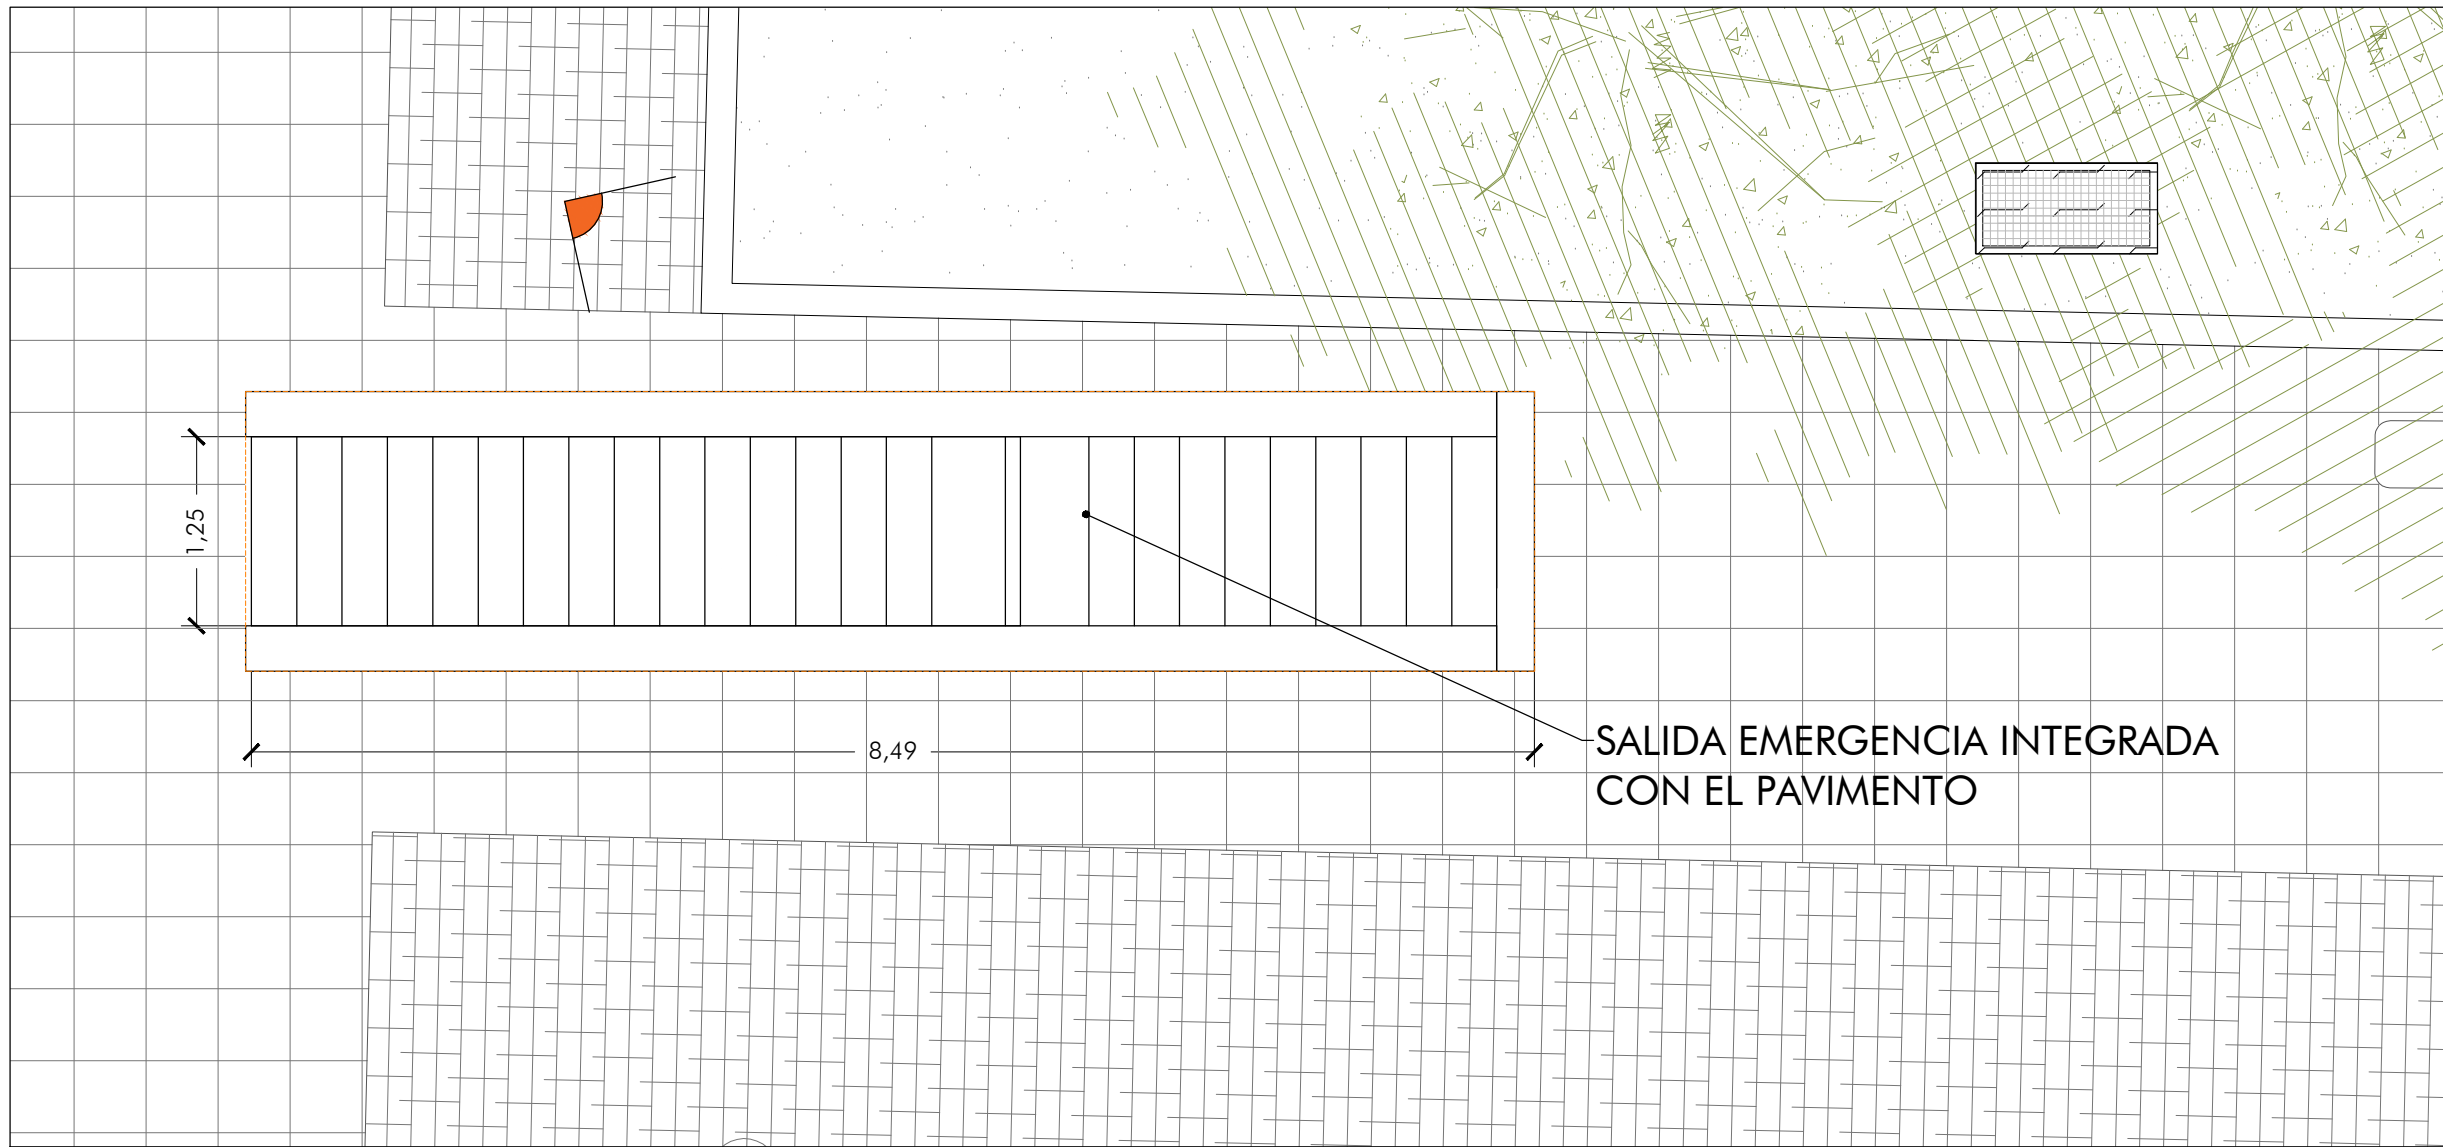 1,25
8,49
SALIDA EMERGENCIA INTEGRADA
CON EL PAVIMENTO